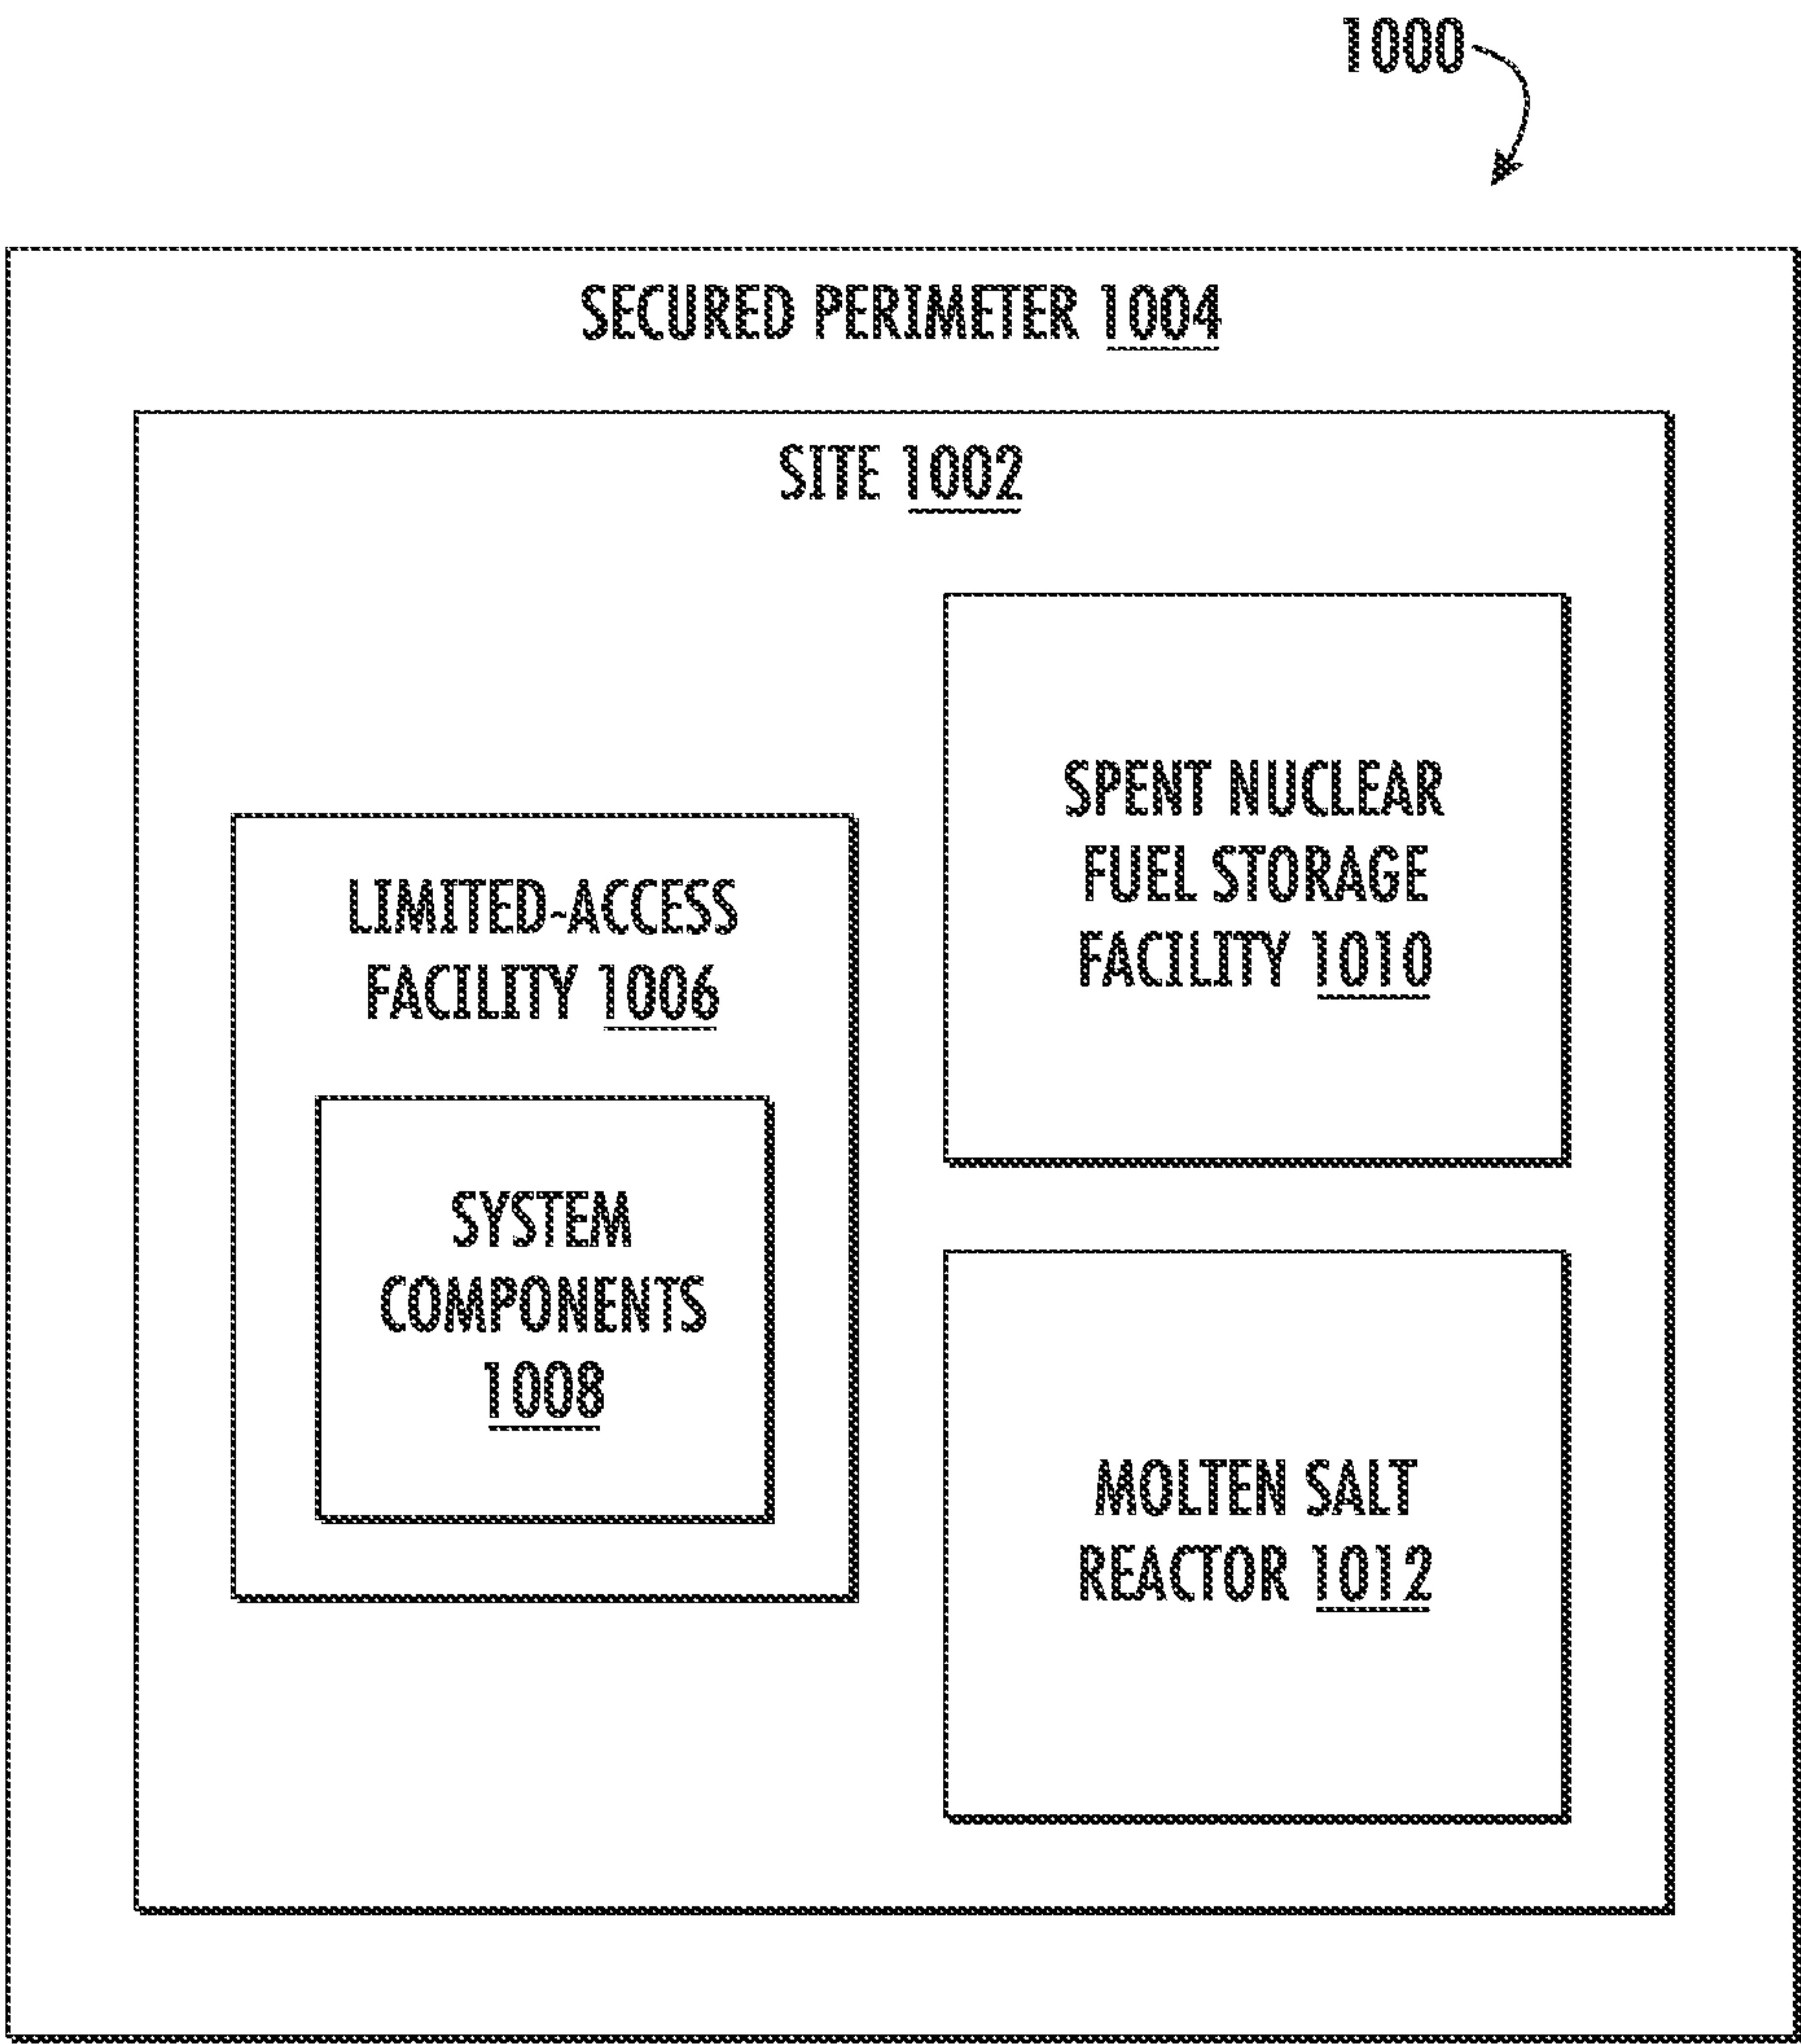 1000
SECURED PERIMETER 1004
SITE 1002
SPENT NUCLEAR
FUEL STORAGE
FACILITY 1010
LIMITED-ACCESS
FACILITY 1006
SYSTEM
COMPONENTS
1008
MOLTEN SALT
REACTOR 1012